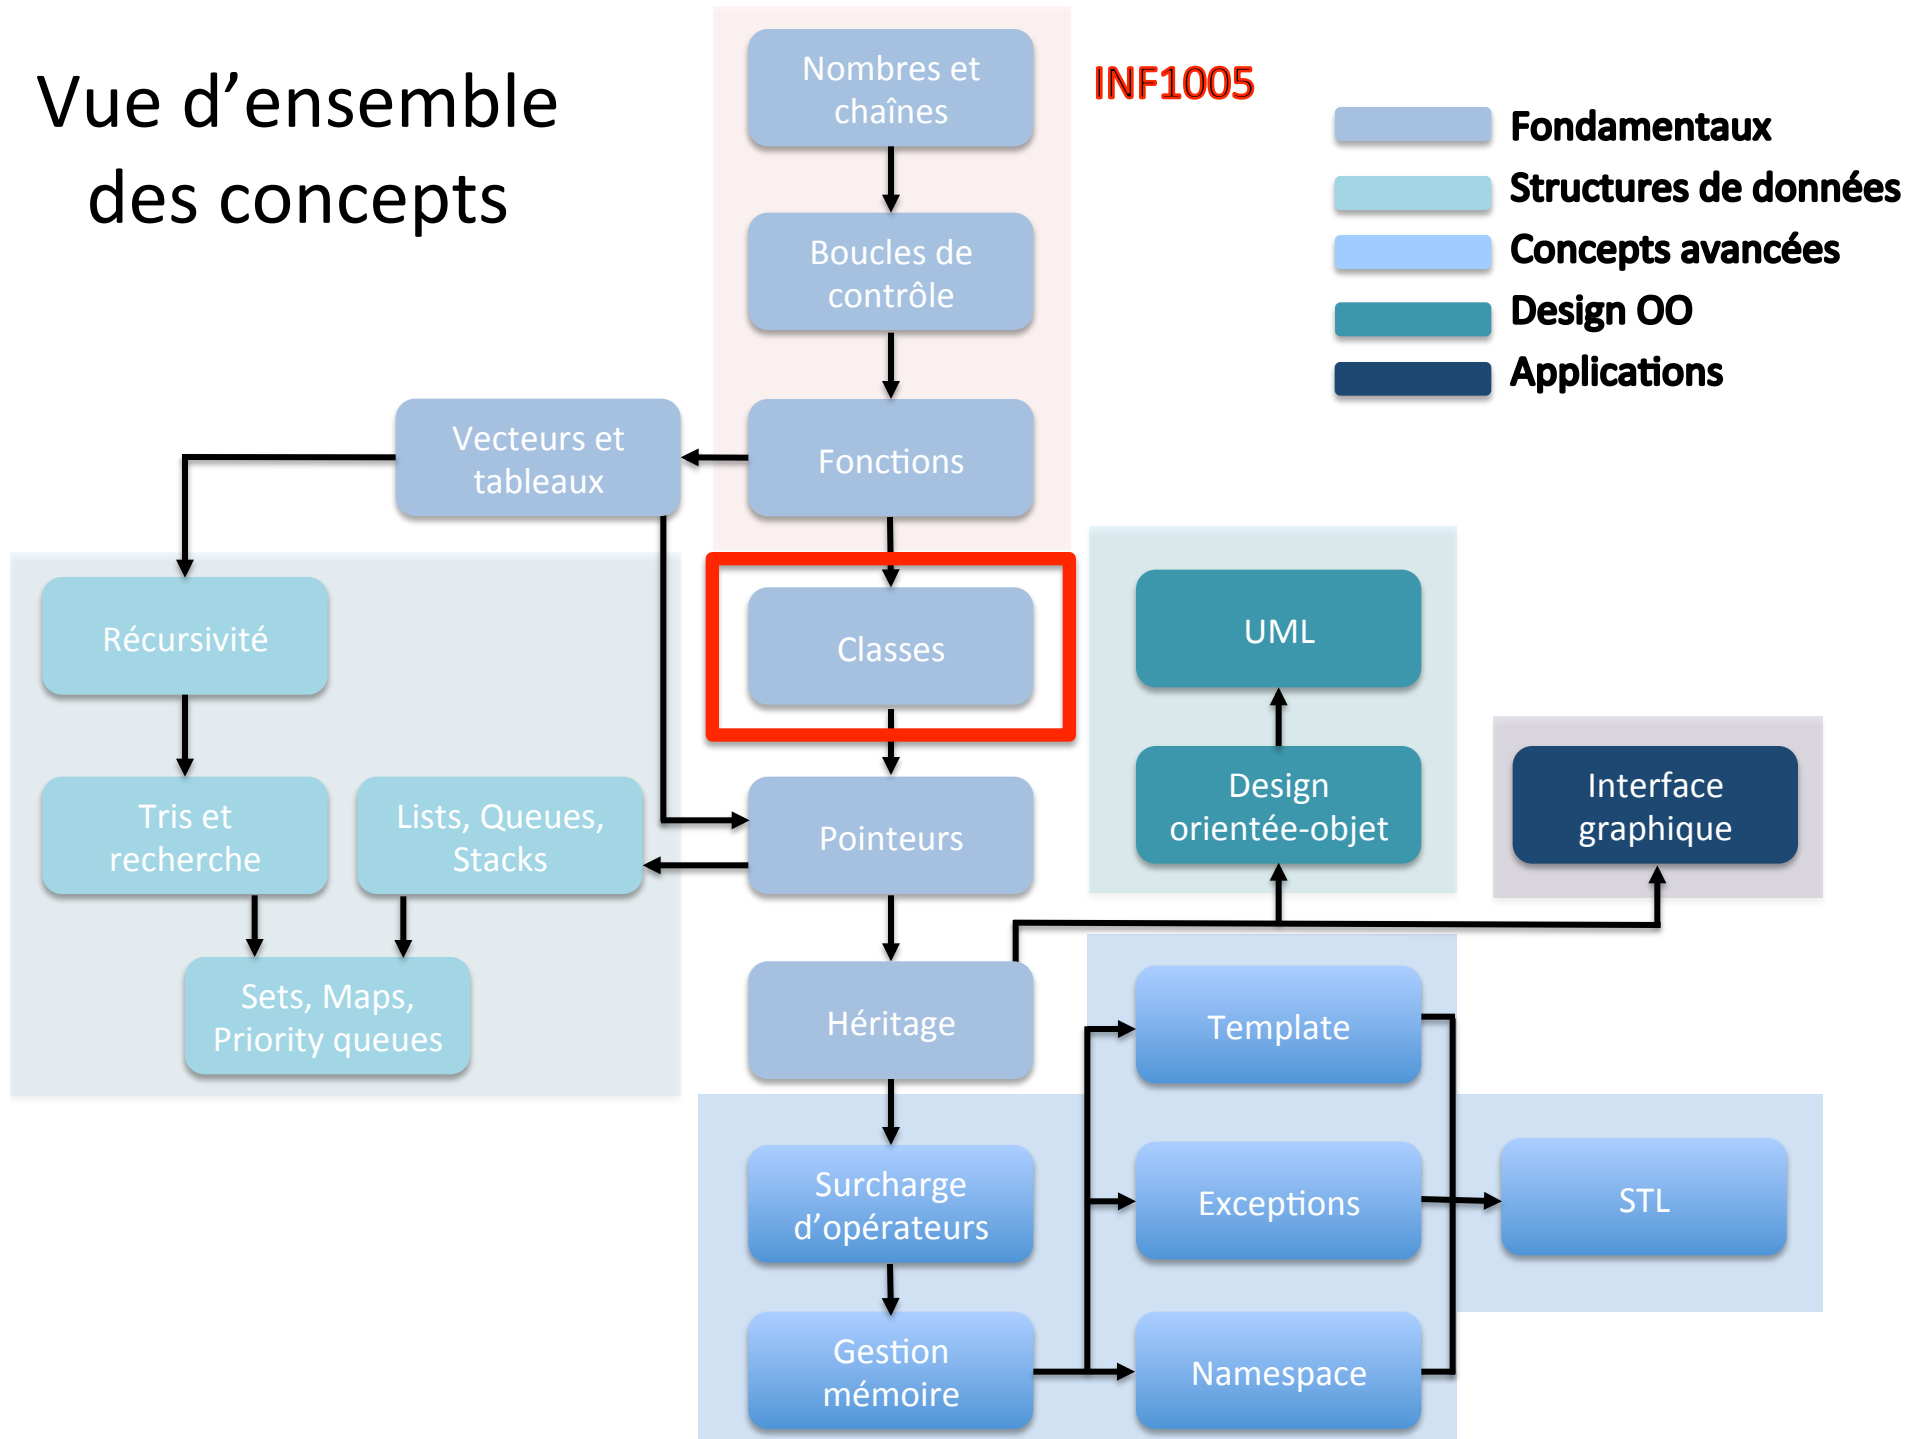 Vue d’ensemble
des concepts
Nombres et
chaînes
INF1005
Fondamentaux
Structures de données
Concepts avancées
Design OO
Applications
Boucles de
contrôle
Vecteurs et
tableaux
Fonctions
Récursivité
Classes
UML
Tris et
recherche
Lists, Queues,
Stacks
Pointeurs
Design
orientée-objet
Interface
graphique
Sets, Maps,
Priority queues
Héritage
Template
Surcharge
d’opérateurs
Exceptions
STL
Gestion
mémoire
Namespace